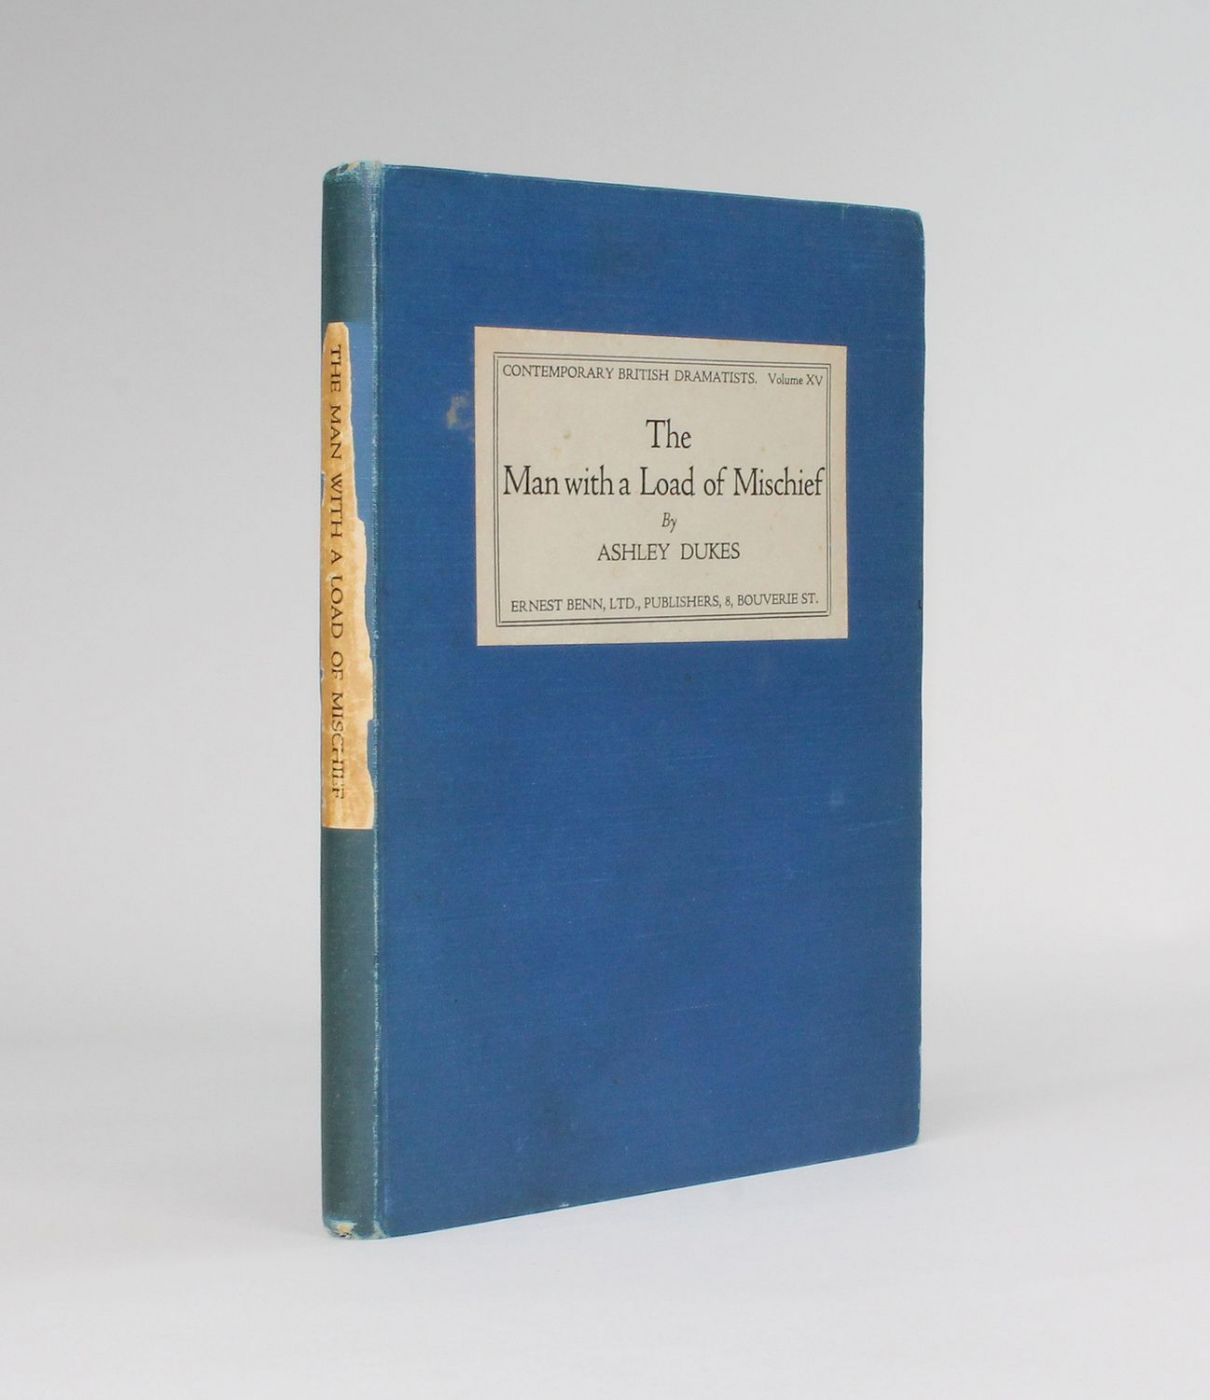 THE MAN WITH A LOAD OF MISCHIEF
CONTEMPORARY BRITISH DRAMATISTS. Volume XV
The
Man with a Load of Mischief
By
ASHLEY DUKES
ERNEST BENN, LTD., PUBLISHERS, 8, BOUVERIE ST.